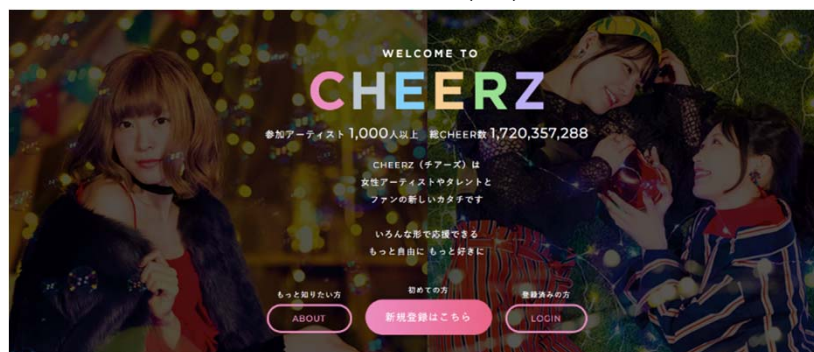 WELCOME TO
CHEERZ
参加アーティスト 1,000人以上 総CHEER数 1,720,357,288
CHEERZ（チアーズ）は
女性アーティストやタレントと
ファンの新しいカタチです
いろんな形で応援できる
もっと自由に もっと好きに
もっと知りたい方 初めての方 登録済みの方
ABOUT 新規登録はこちら LOGIN